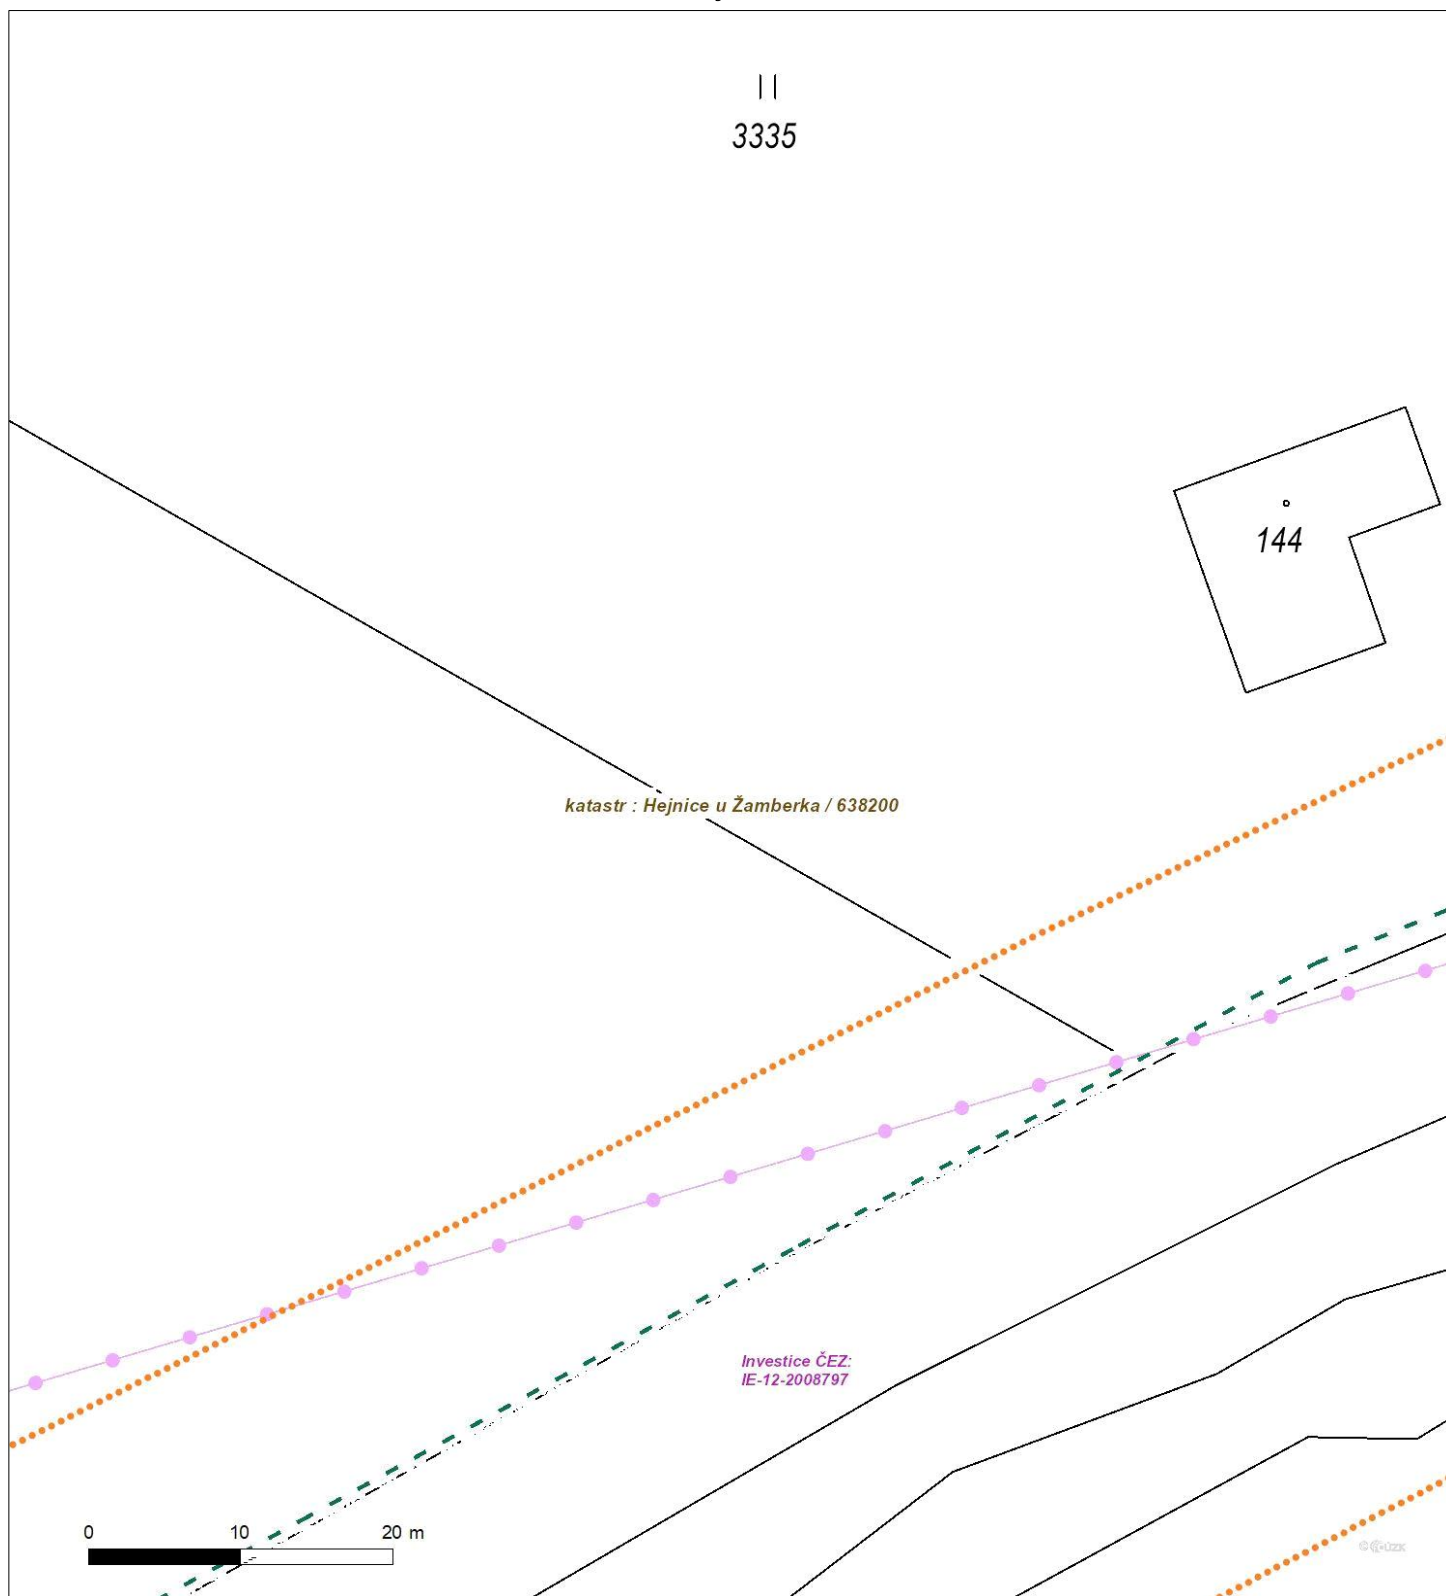 3335
144
katastr : Hejnice u Žamberka / 638200
Investice ČEZ:
IE-12-2008797
0 10 20 m